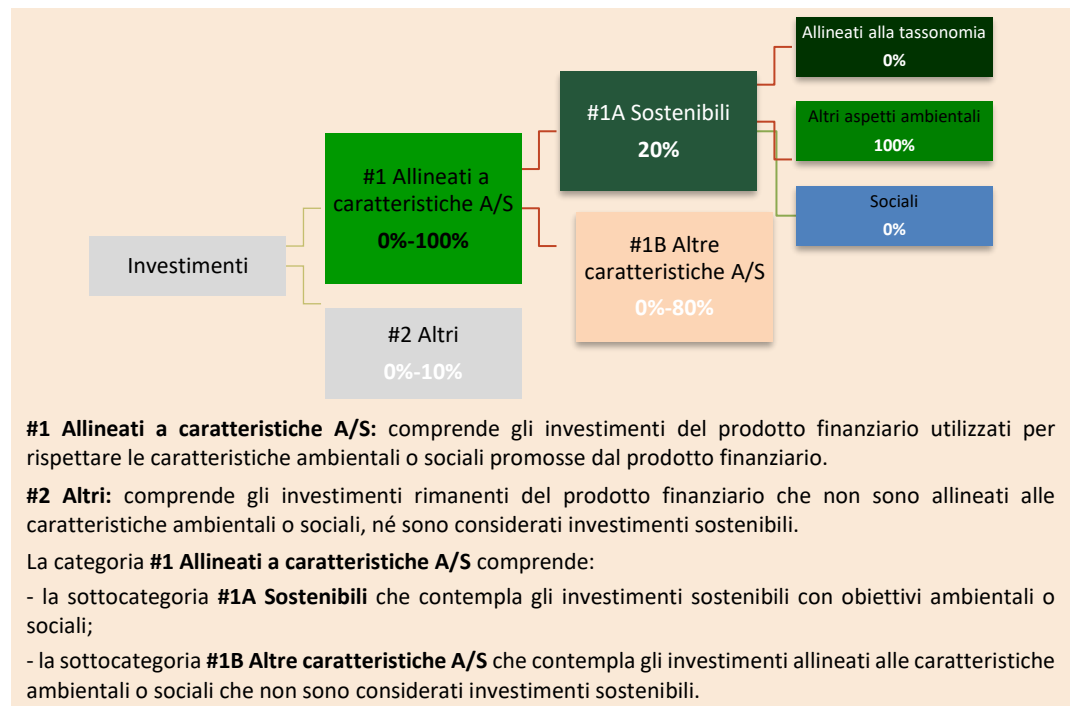 Allineati alla tassonomia
0%
#1A Sostenibili
20%
Altri aspetti ambientali
100%
#1 Allineati a
caratteristiche A/S
0%-100%
Sociali
0%
#1B Altre
caratteristiche A/S
0%-80%
Investimenti
#2 Altri
0%-10%
#1 Allineati a caratteristiche A/S: comprende gli investimenti del prodotto finanziario utilizzati per
rispettare le caratteristiche ambientali o sociali promosse dal prodotto finanziario.
#2 Altri: comprende gli investimenti rimanenti del prodotto finanziario che non sono allineati alle
caratteristiche ambientali o sociali, né sono considerati investimenti sostenibili.
La categoria #1 Allineati a caratteristiche A/S comprende:
- la sottocategoria #1A Sostenibili che contempla gli investimenti sostenibili con obiettivi ambientali o
sociali;
- la sottocategoria #1B Altre caratteristiche A/S che contempla gli investimenti allineati alle caratteristiche
ambientali o sociali che non sono considerati investimenti sostenibili.